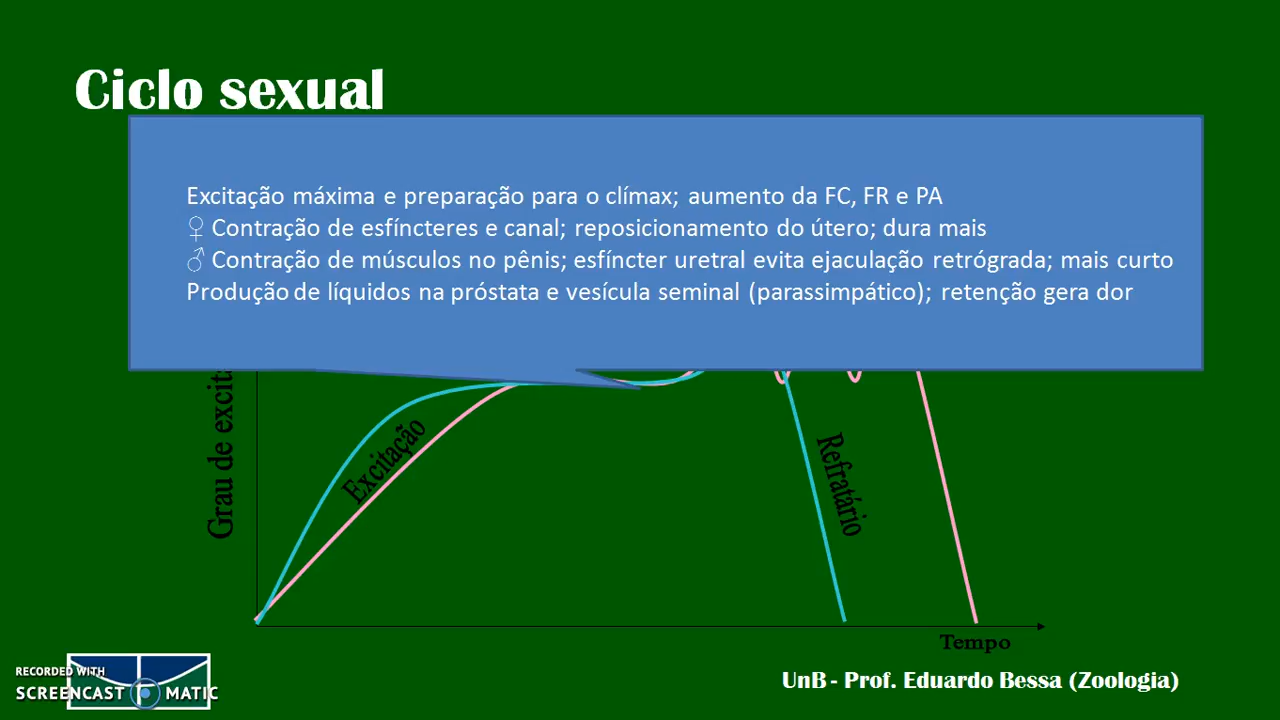 Ciclo sexual
Excitação máxima e preparação para o clímax; aumento da FC, FR e PA
♀ Contração de esfíncteres e canal; reposicionamento do útero; dura mais
♂ Contração de músculos no pênis; esfíncter uretral evita ejaculação retrógrada; mais curto
Produção de líquidos na próstata e vesícula seminal (parassimpático); retenção gera dor
Grau de excita
Excitação
Refratário
Tempo
RECORDED WITH
SCREENCAST MATIC
UnB - Prof. Eduardo Bessa (Zoologia)